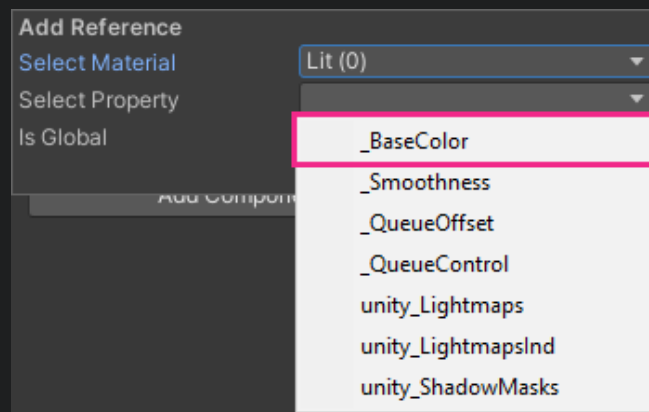 Add Reference
Select Material Lit (0)
Select Property
Is Global
_BaseColor
_Smoothness
_QueueOffset
_QueueControl
unity_Lightmaps
unity_LightmapsInd
unity_ShadowMasks